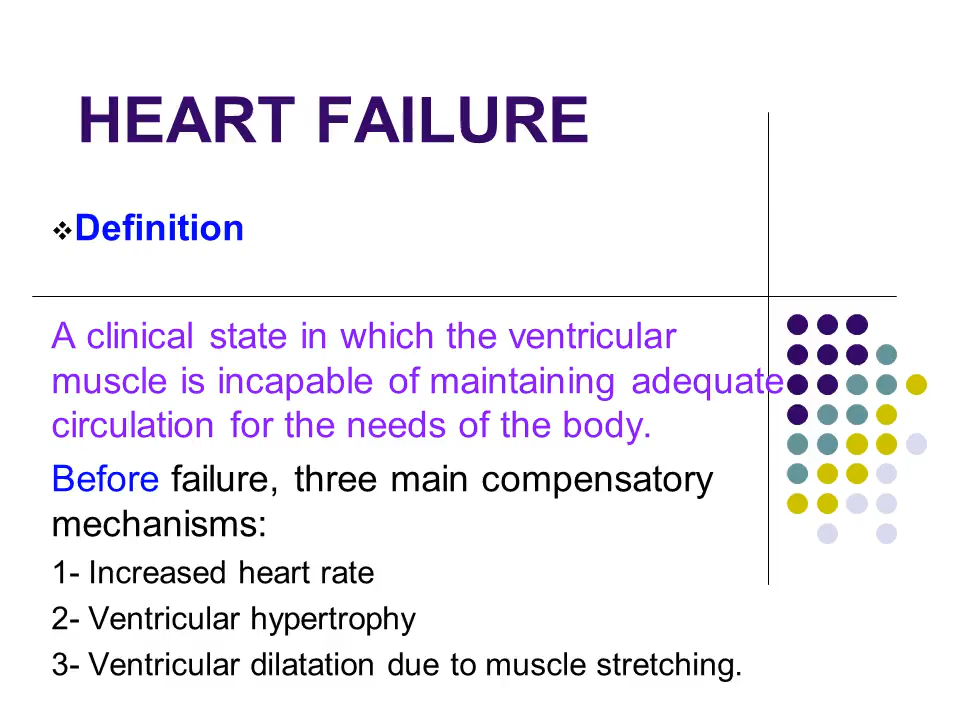 HEART FAILURE
❖Definition
A clinical state in which the ventricular
muscle is incapable of maintaining adequate
circulation for the needs of the body.
Before failure, three main compensatory
mechanisms:
1- Increased heart rate
2- Ventricular hypertrophy
3- Ventricular dilatation due to muscle stretching.